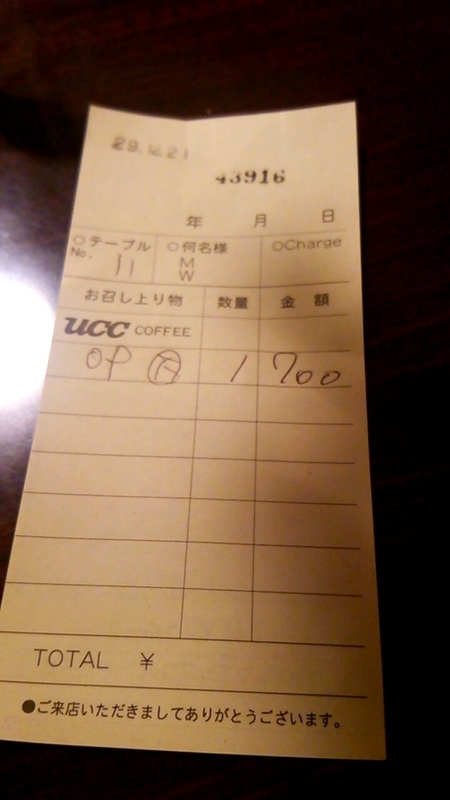 29.12.21
43916
年 月 日
○テーブル ○何名様 ○Charge
No. 11 M
W
お召し上り物 数量 金額
UCC COFFEE
OP 1 700
TOTAL ¥
●ご来店いただきましてありがとうございます。